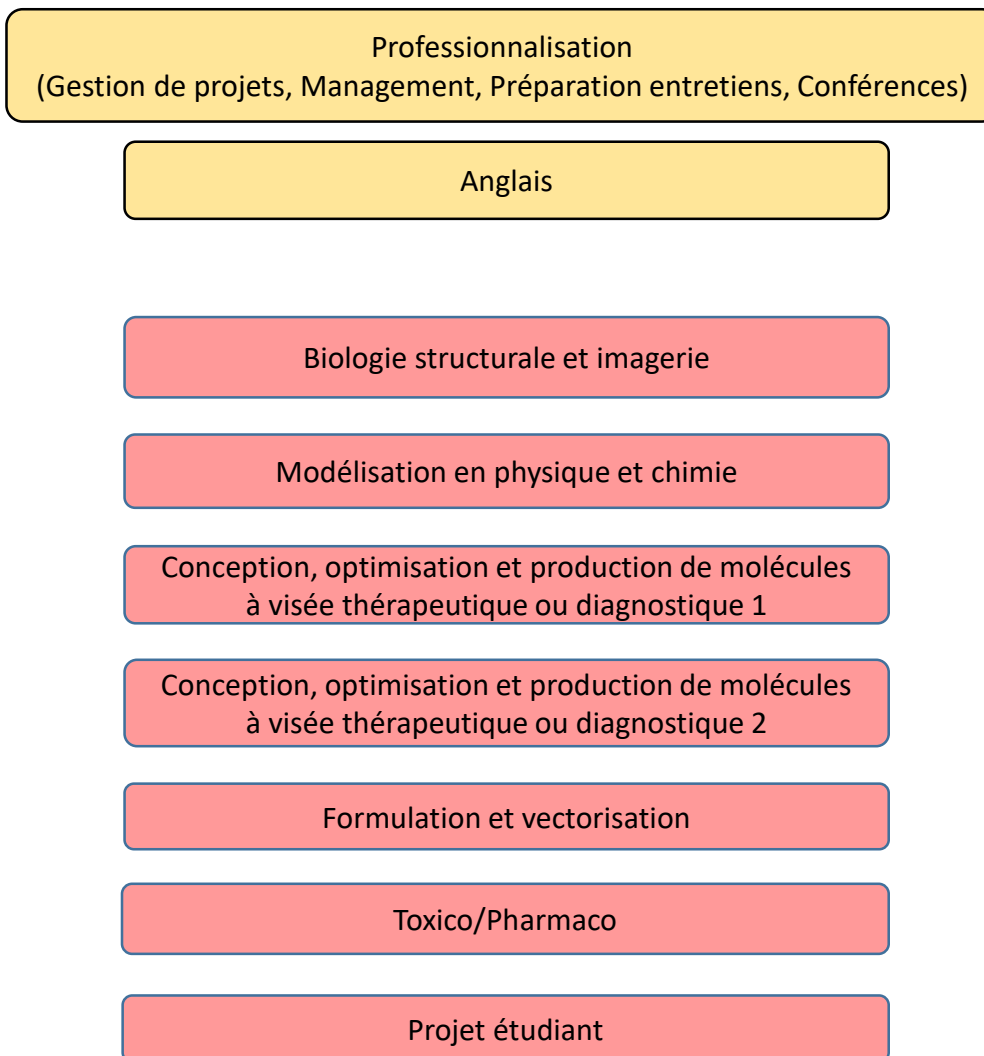 Professionnalisation
(Gestion de projets, Management, Préparation entretiens, Conférences)
Anglais
Biologie structurale et imagerie
Modélisation en physique et chimie
Conception, optimisation et production de molécules
à visée thérapeutique ou diagnostique 1
Conception, optimisation et production de molécules
à visée thérapeutique ou diagnostique 2
Formulation et vectorisation
Toxico/Pharmaco
Projet étudiant